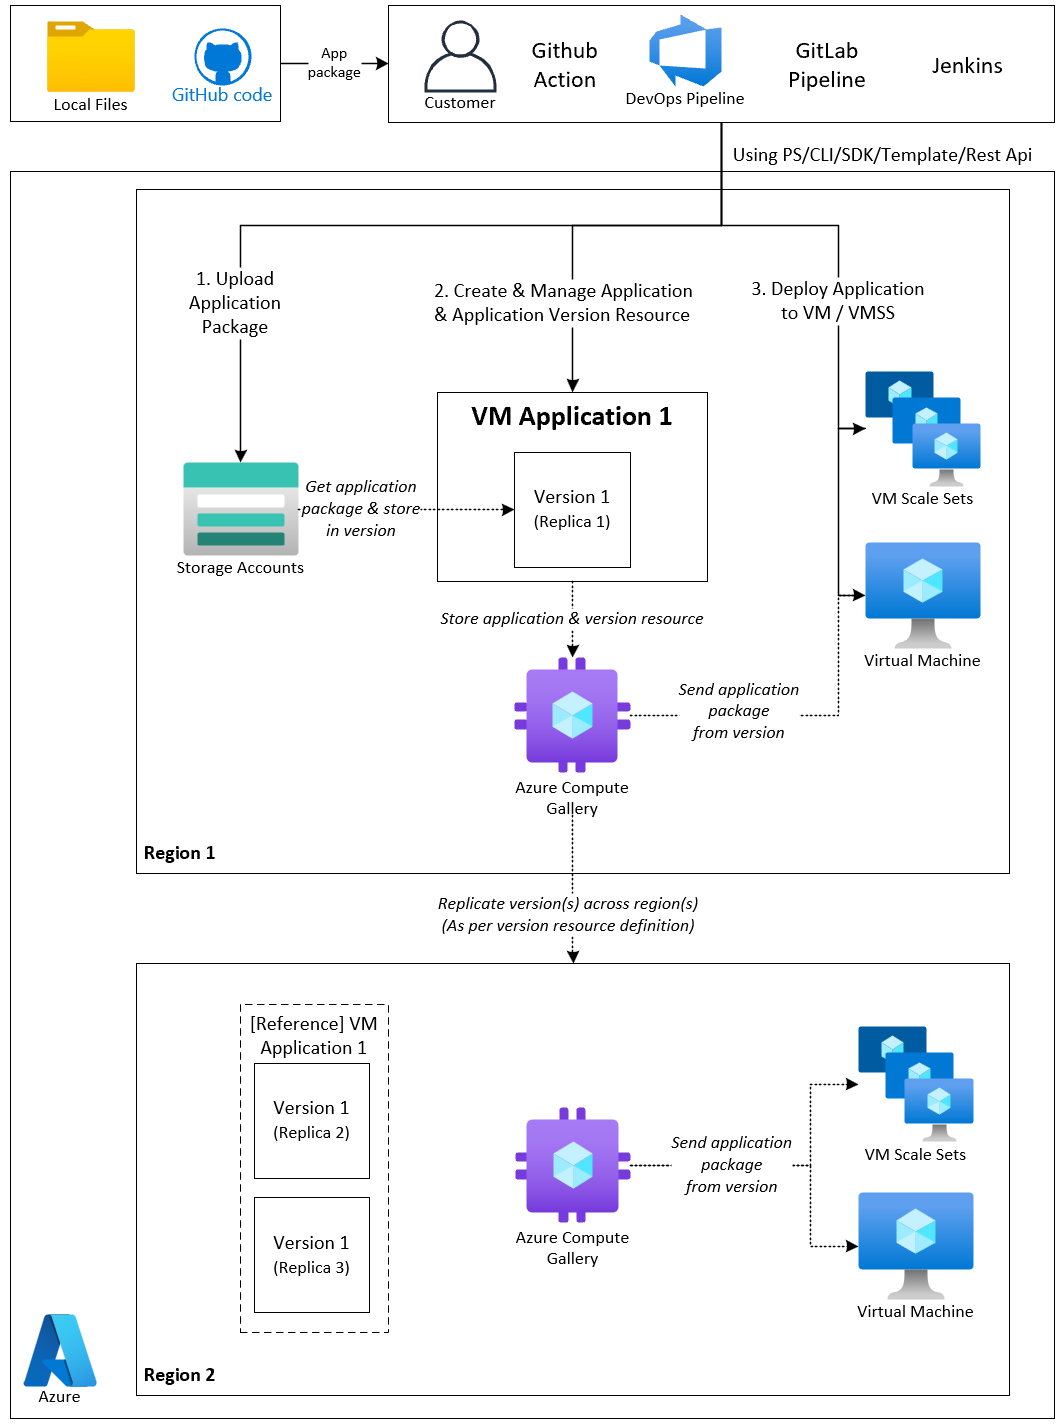 Local Files
GitHub code
App
package
Customer
Github
Action
DevOps Pipeline
GitLab
Pipeline
Jenkins
Using PS/CLI/SDK/Template/Rest Api
1. Upload
Application
Package
2. Create & Manage Application
& Application Version Resource
3. Deploy Application
to VM / VMSS
VM Application 1
Version 1
(Replica 1)
Get application
package & store
in version
Storage Accounts
VM Scale Sets
Virtual Machine
Store application & version resource
Send application
package
from version
Azure Compute
Gallery
Region 1
Replicate version(s) across region(s)
(As per version resource definition)
[Reference] VM
Application 1
Version 1
(Replica 2)
Version 1
(Replica 3)
Azure Compute
Gallery
Send application
package
from version
VM Scale Sets
Virtual Machine
Region 2
Azure